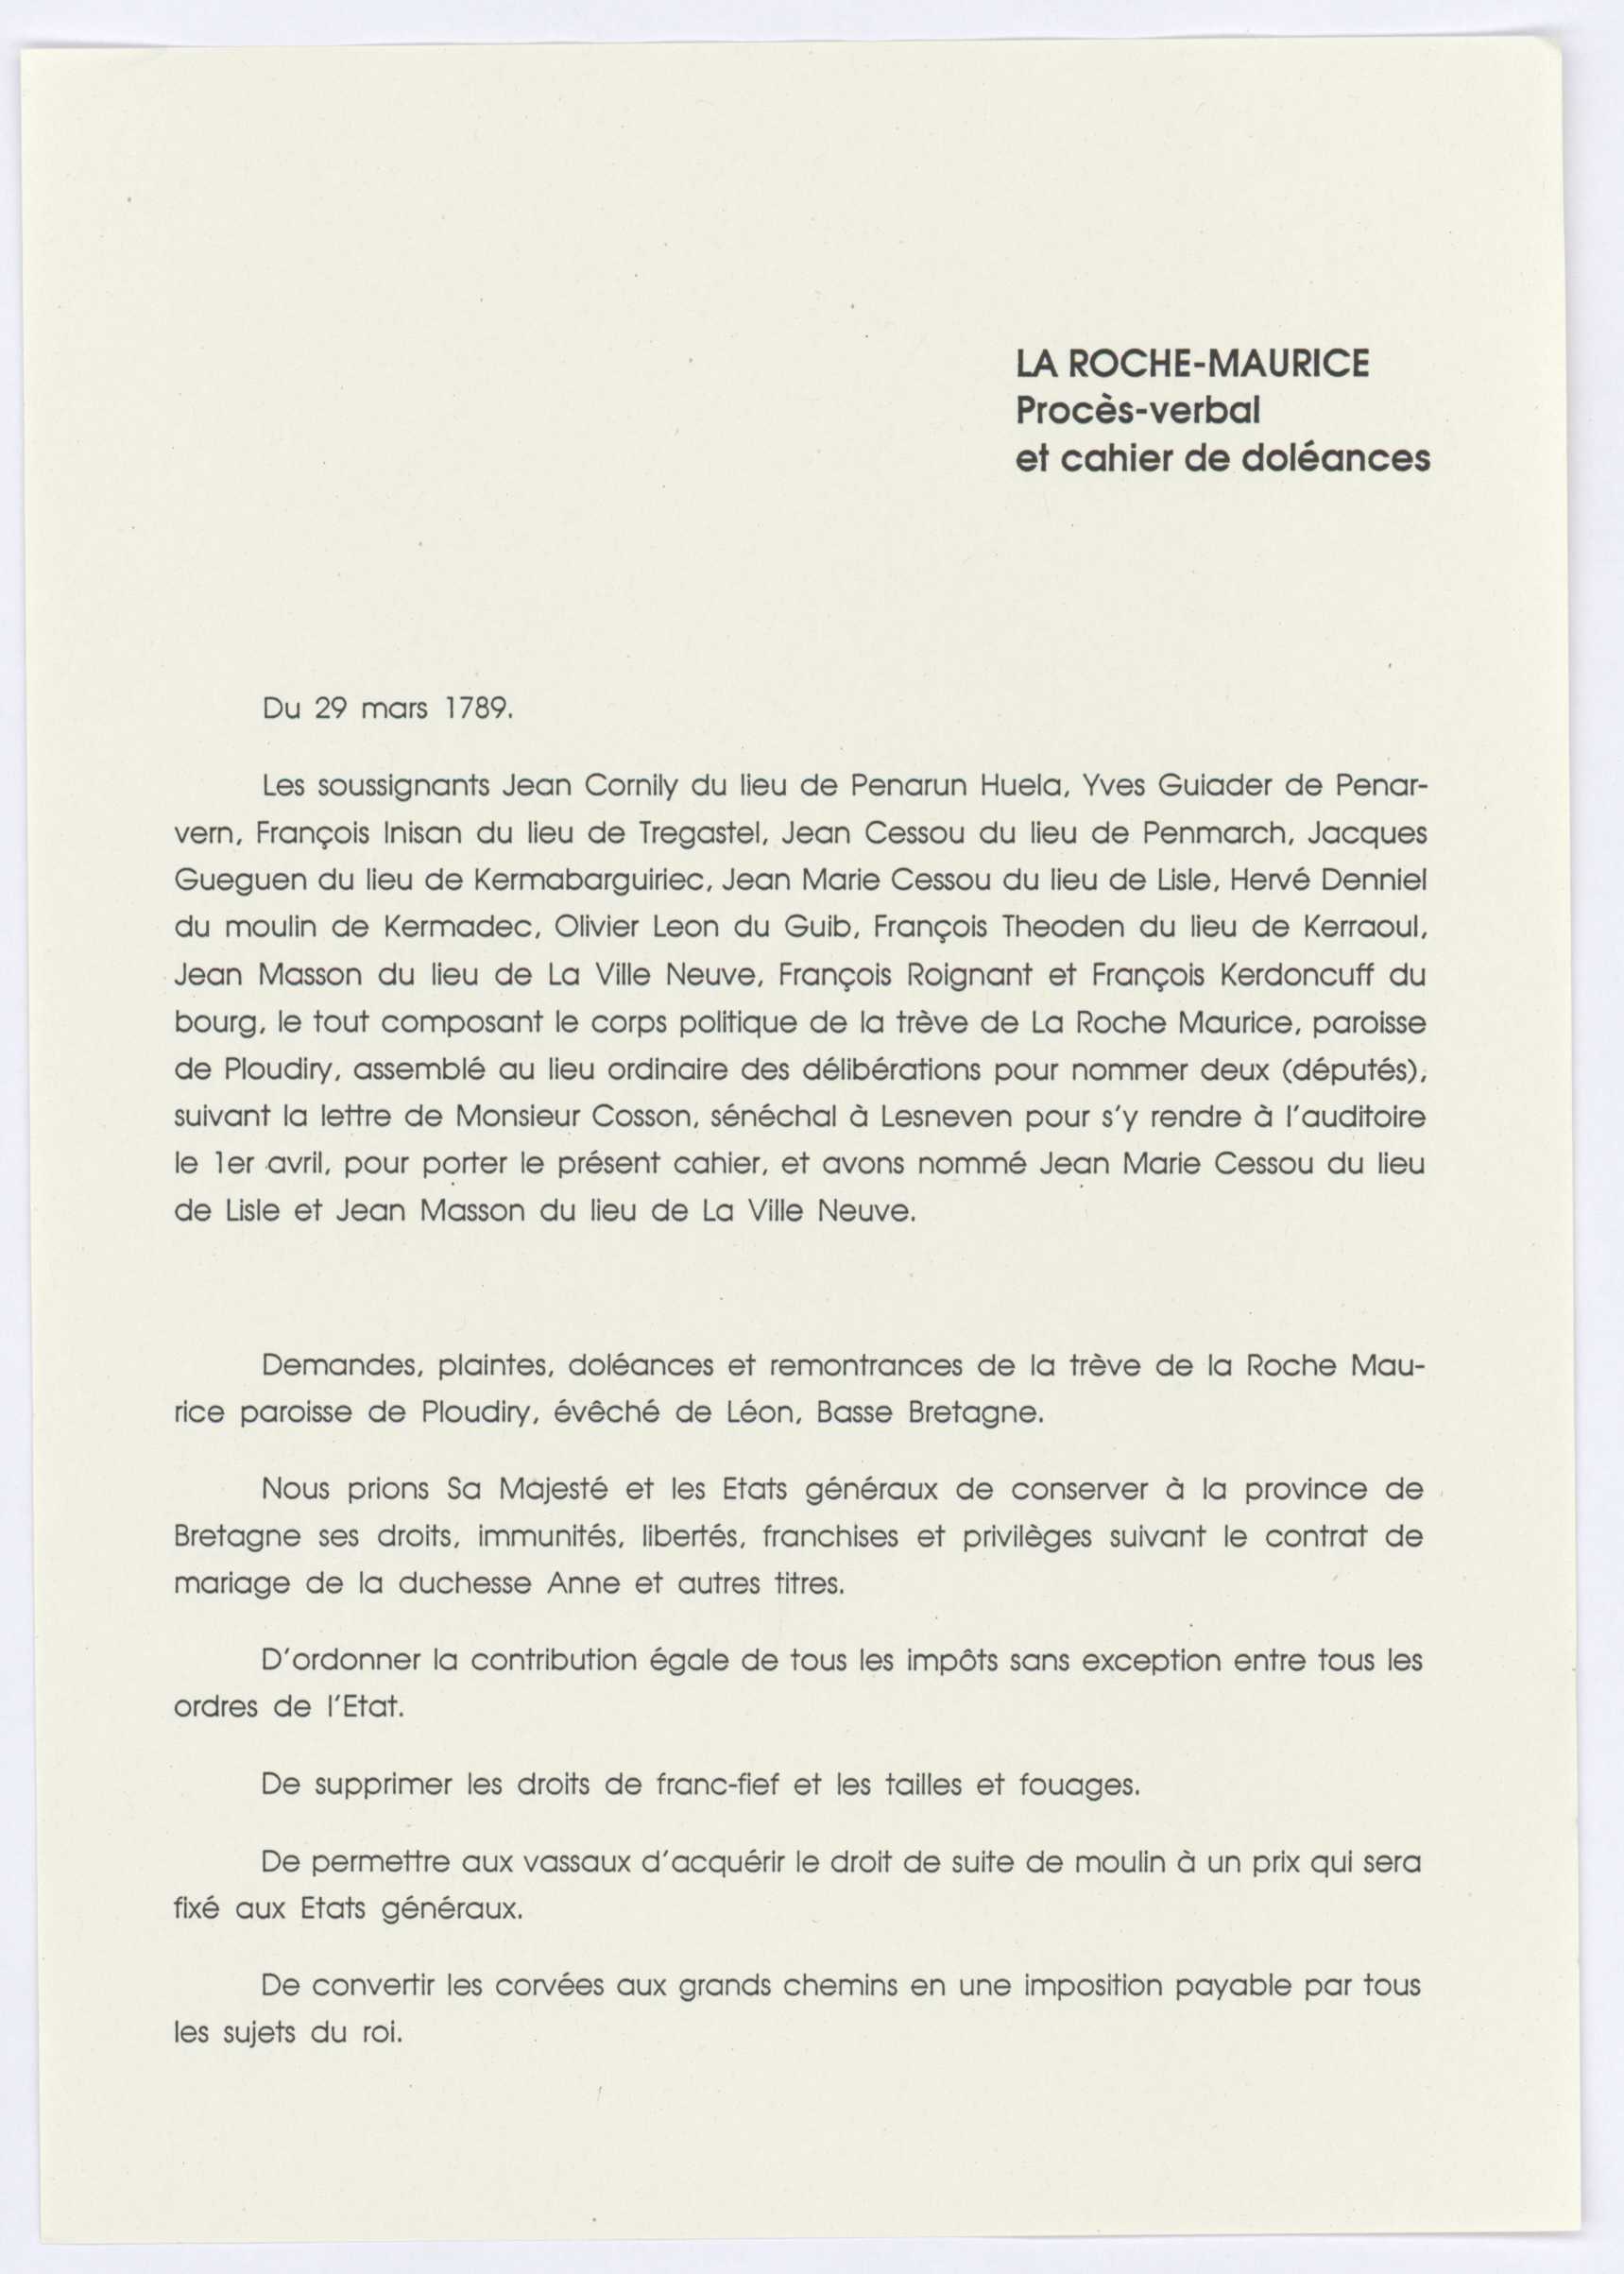 LA ROCHE-MAURICE
Procès-verbal
et cahier de doléances
Du 29 mars 1789.
Les soussignants Jean Cornily du lieu de Penarun Huela, Yves Guiader de Penar-
vern, François Inisan du lieu de Tregastel, Jean Cessou du lieu de Penmarch, Jacques
Gueguen du lieu de Kermabarguiriec, Jean Marie Cessou du lieu de Lisle, Hervé Denniel
du moulin de Kermadec, Olivier Leon du Guib, François Theoden du lieu de Kerraoul,
Jean Masson du lieu de La Ville Neuve, François Roignant et François Kerdoncuff du
bourg, le tout composant le corps politique de la trève de La Roche Maurice, paroisse
de Ploudiry, assemblé au lieu ordinaire des délibérations pour nommer deux (députés),
suivant la lettre de Monsieur Cosson, sénéchal à Lesneven pour s'y rendre à l'auditoire
le 1er avril, pour porter le présent cahier, et avons nommé Jean Marie Cessou du lieu
de Lisle et Jean Masson du lieu de La Ville Neuve.
Demandes, plaintes, doléances et remontrances de la trève de la Roche Mau-
rice paroisse de Ploudiry, évêché de Léon, Basse Bretagne.
Nous prions Sa Majesté et les Etats généraux de conserver à la province de
Bretagne ses droits, immunités, libertés, franchises et privilèges suivant le contrat de
mariage de la duchesse Anne et autres titres.
D'ordonner la contribution égale de tous les impôts sans exception entre tous les
ordres de l'Etat.
De supprimer les droits de franc-fief et les tailles et fouages.
De permettre aux vassaux d'acquérir le droit de suite de moulin à un prix qui sera
fixé aux Etats généraux.
De convertir les corvées aux grands chemins en une imposition payable par tous
les sujets du roi.